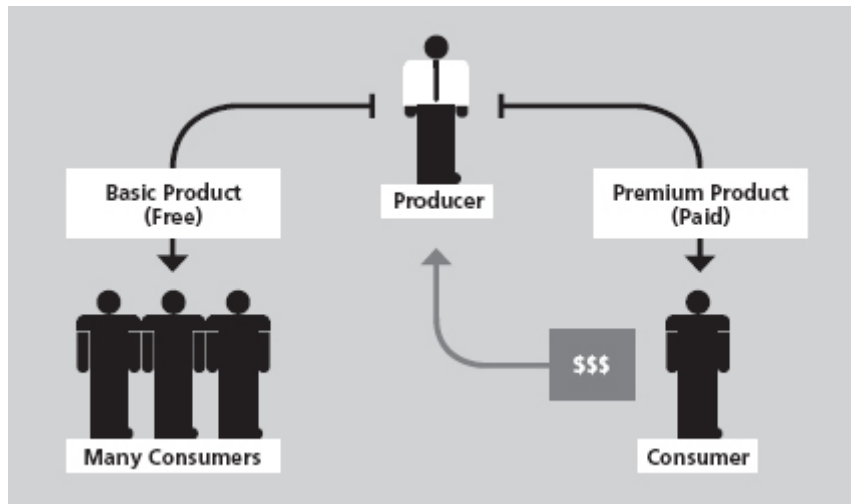 Producer
Basic Product
(Free)
Premium Product
(Paid)
$$$
Many Consumers
Consumer